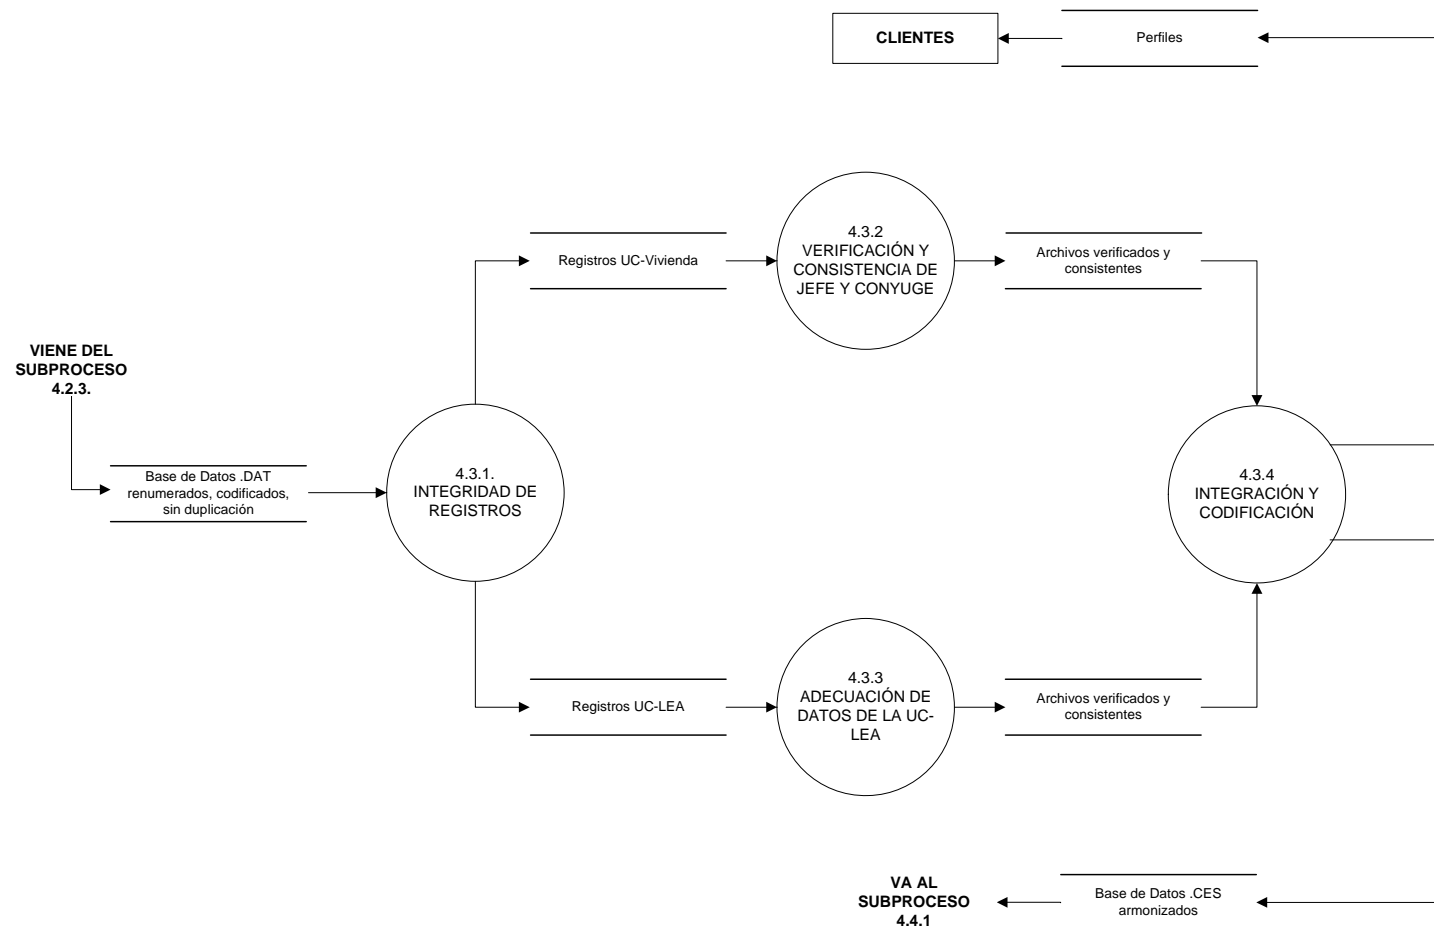 CLIENTES
Perfiles
4.3.2
VERIFICACIÓN Y
CONSISTENCIA DE
JEFE Y CONYUGE
Registros UC-Vivienda
Archivos verificados y
consistentes
VIENE DEL
SUBPROCESO
4.2.3.
Base de Datos .DAT
renumerados, codificados,
sin duplicación
4.3.1.
INTEGRIDAD DE
REGISTROS
4.3.4
INTEGRACIÓN Y
CODIFICACIÓN
Registros UC-LEA
4.3.3
ADECUACIÓN DE
DATOS DE LA UC-
LEA
Archivos verificados y
consistentes
VA AL
SUBPROCESO
4.4.1
Base de Datos .CES
armonizados